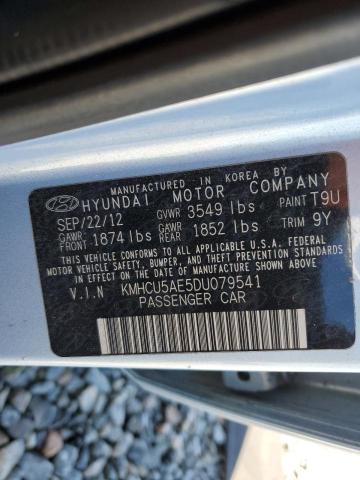 MANUFACTURED IN KOREA BY
HYUNDAI MOTOR COMPANY
SEP/22/12 GVWR 3549 lbs PAINT T9U
GAWR FRONT 1874 lbs GAWR REAR 1852 lbs TRIM 9Y
THIS VEHICLE CONFORMS TO ALL APPLICABLE U.S.A. FEDERAL
MOTOR VEHICLE SAFETY, BUMPER, AND THEFT PREVENTION
STANDARDS IN EFFECT ON THE DATE OF MANUFACTURE SHOWN ABOVE.
V.I.N KMHCU5AE5DU079541
PASSENGER CAR